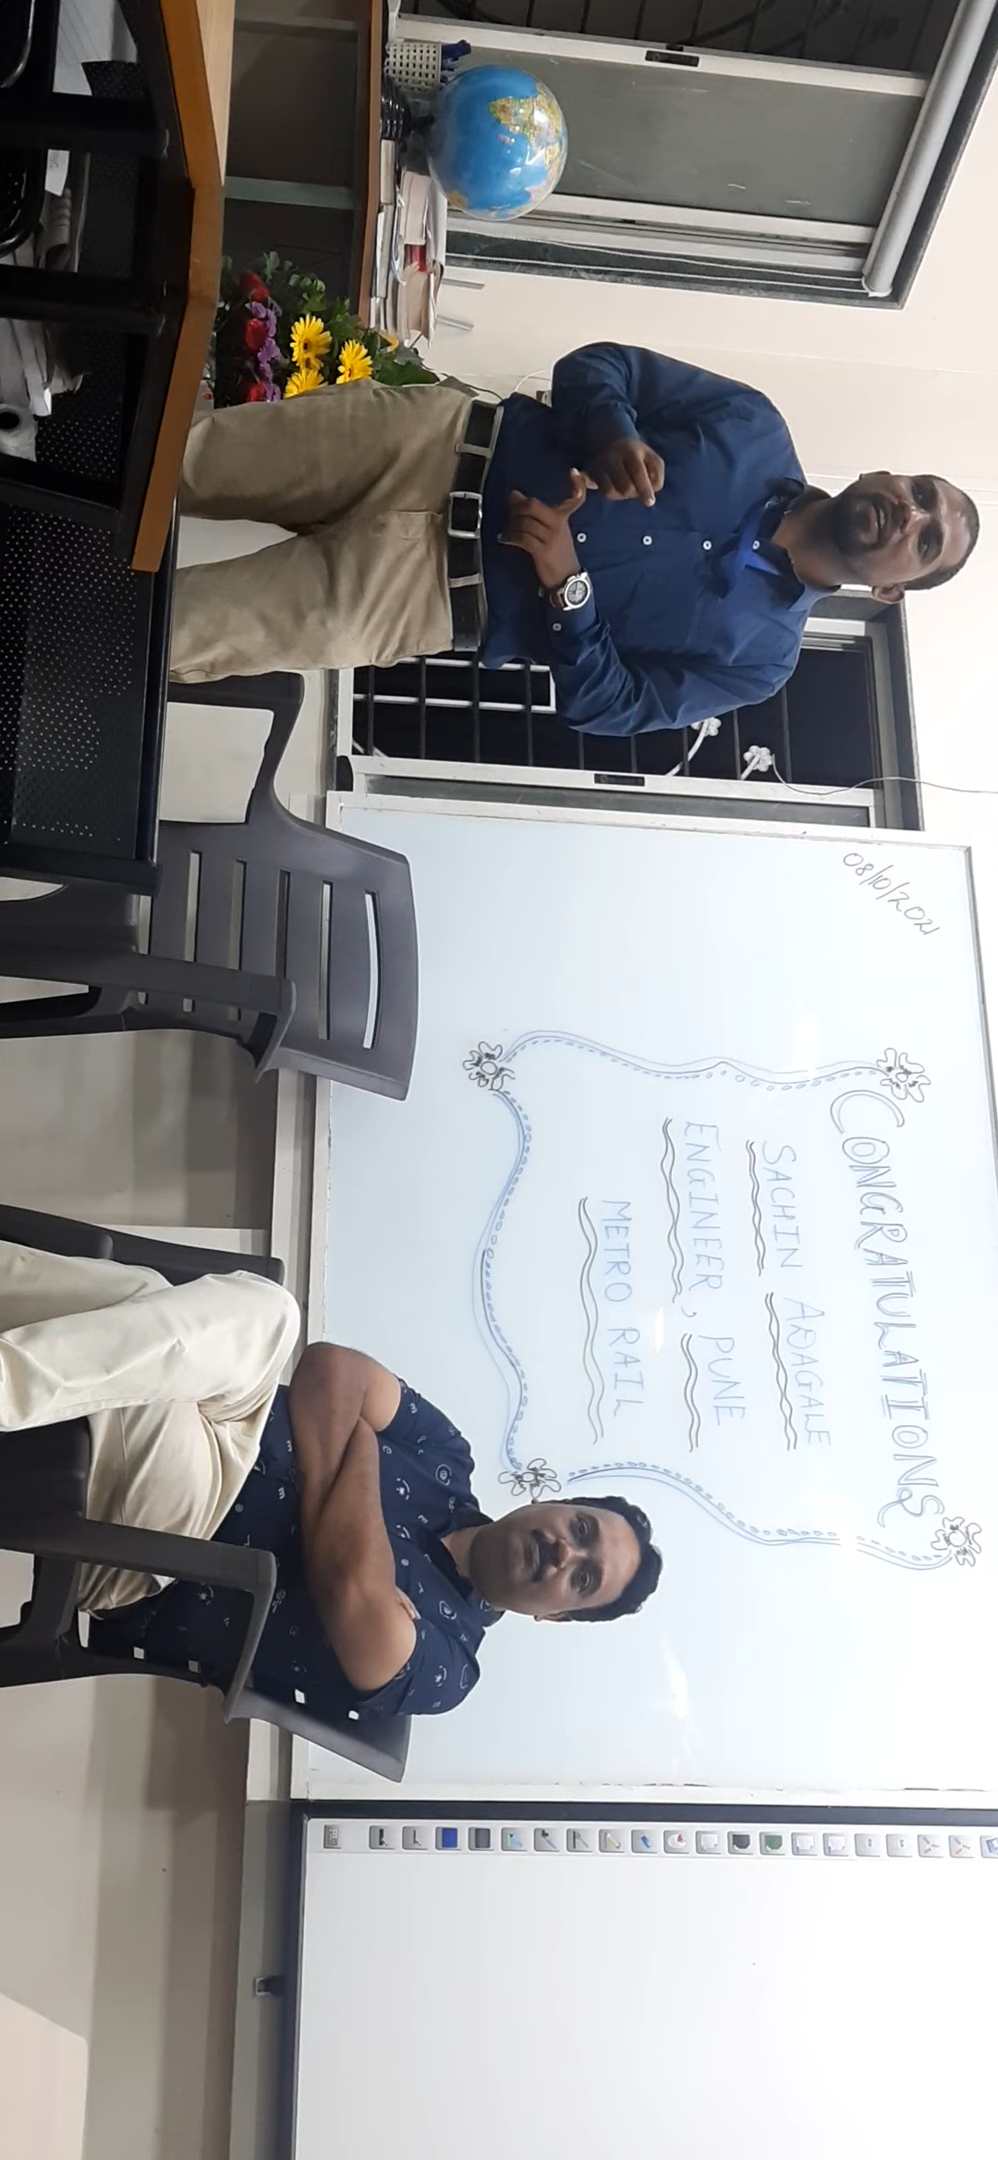 08/10/2021
CONGRATULATIONS
SACHIN ADAGALE
ENGINEER, PUNE
METRO RAIL